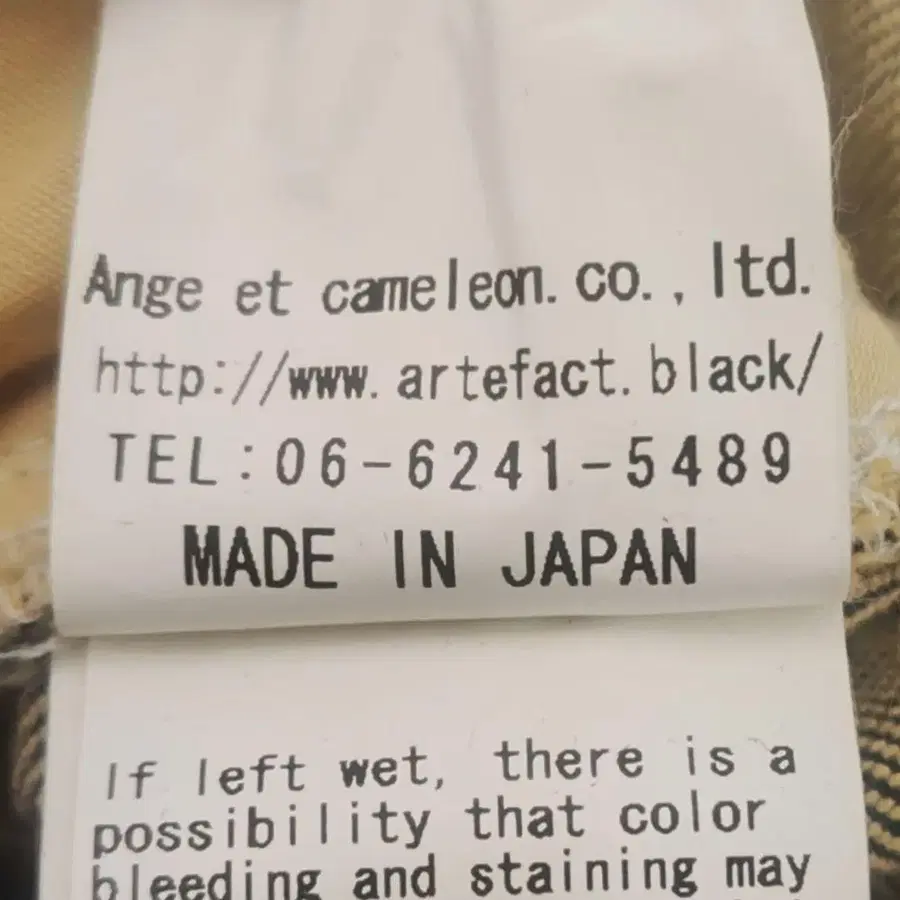 Ange et cameleon.co.,ltd.
http://www.artefact.black/
TEL:06-6241-5489
MADE IN JAPAN
If left wet, there is a
possibility that color
bleeding and staining may